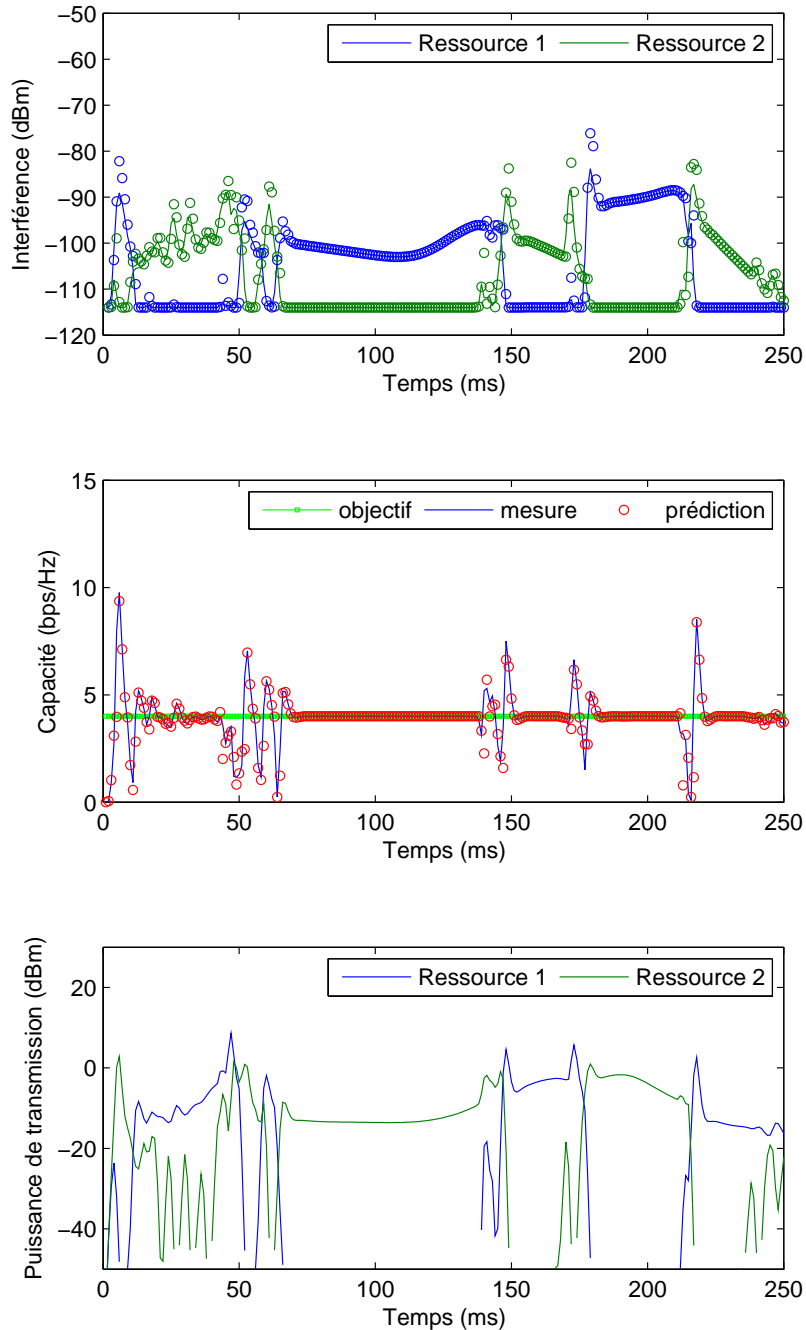 −50
−60
−70
−80
−90
−100
−110
−120
Interférence (dBm)
Ressource 1
Ressource 2
0
50
100
150
200
250
Temps (ms)
15
10
5
0
Capacité (bps/Hz)
objectif
mesure
prédiction
0
50
100
150
200
250
Temps (ms)
20
0
−20
−40
Puissance de transmission (dBm)
Ressource 1
Ressource 2
0
50
100
150
200
250
Temps (ms)